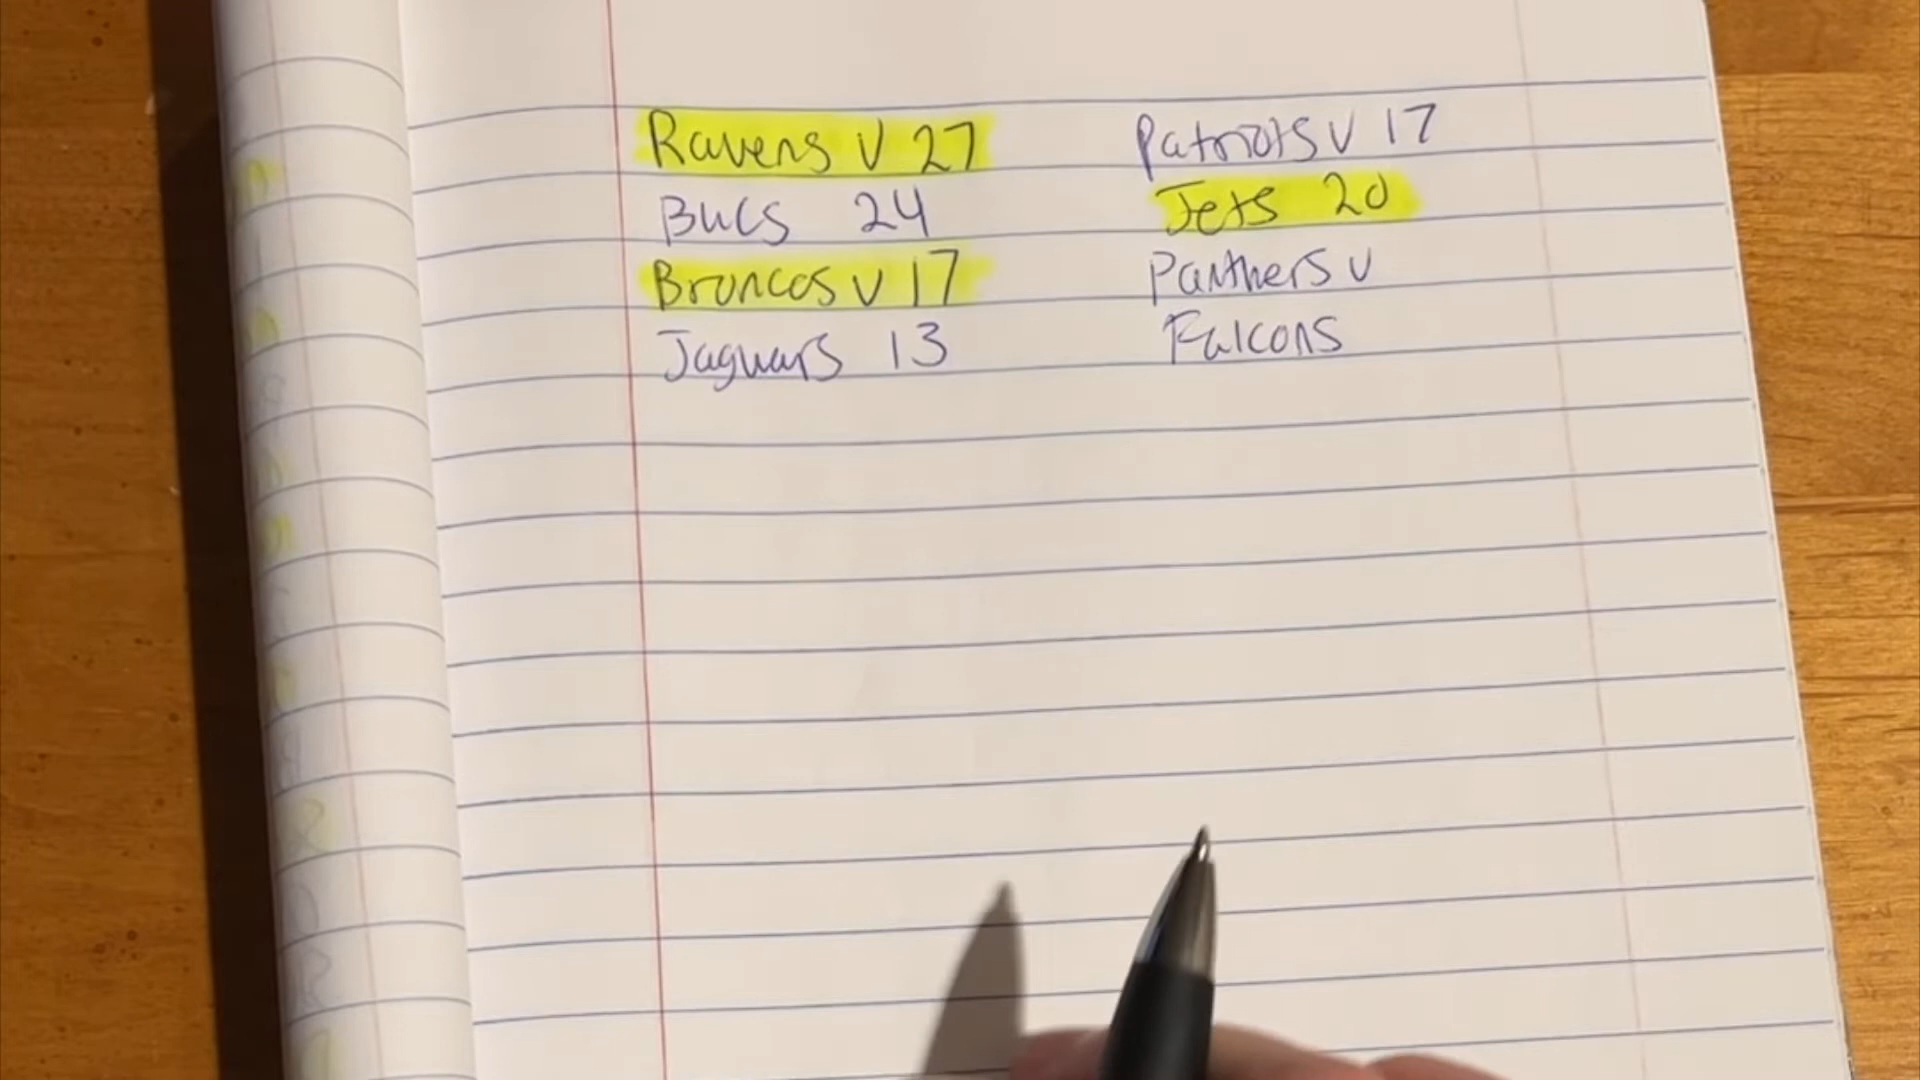 Ravens v 27
Bucs 24
Broncos v 17
Jaguars 13
Patriots v 17
Jets 20
Panthers v
Falcons